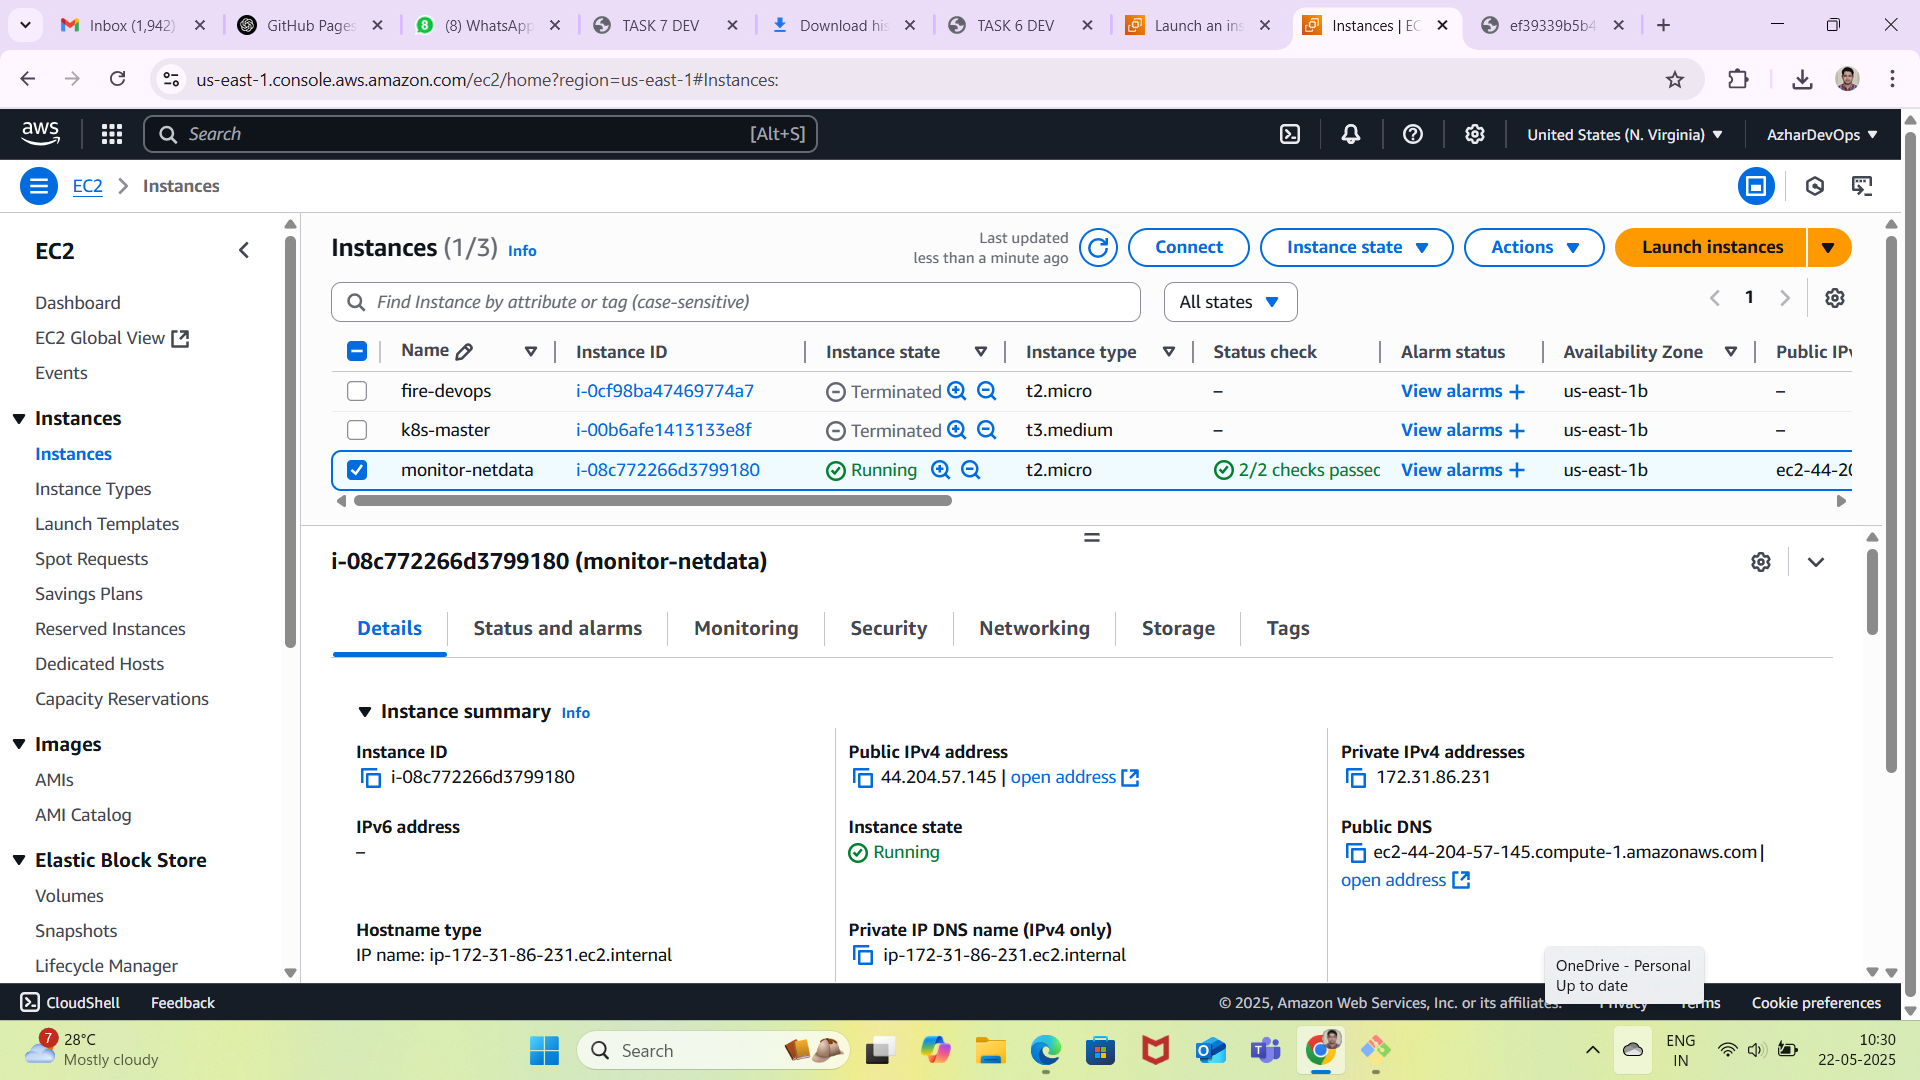 Inbox (1,942)
GitHub Pages
(8) WhatsApp
TASK 7 DEV
Download his
TASK 6 DEV
Launch an ins
Instances | EC
ef39339b5b4
us-east-1.console.aws.amazon.com/ec2/home?region=us-east-1#Instances:
aws
Search
[Alt+S]
United States (N. Virginia)
AzharDevOps
EC2
Instances
EC2
Dashboard
EC2 Global View
Events
Instances
Instances
Instance Types
Launch Templates
Spot Requests
Savings Plans
Reserved Instances
Dedicated Hosts
Capacity Reservations
Images
AMIs
AMI Catalog
Elastic Block Store
Volumes
Snapshots
Lifecycle Manager
Instances (1/3) Info
Last updated
less than a minute ago
Connect
Instance state
Actions
Launch instances
Find Instance by attribute or tag (case-sensitive)
All states
1
Name Instance ID Instance state Instance type Status check Alarm status Availability Zone Public IPv
fire-devops i-0cf98ba47469774a7 Terminated t2.micro – View alarms + us-east-1b –
k8s-master i-00b6afe1413133e8f Terminated t3.medium – View alarms + us-east-1b –
monitor-netdata i-08c772266d3799180 Running t2.micro 2/2 checks passed View alarms + us-east-1b ec2-44-20
i-08c772266d3799180 (monitor-netdata)
Details Status and alarms Monitoring Security Networking Storage Tags
Instance summary Info
Instance ID
i-08c772266d3799180
Public IPv4 address
44.204.57.145 | open address
Private IPv4 addresses
172.31.86.231
IPv6 address
–
Instance state
Running
Public DNS
ec2-44-204-57-145.compute-1.amazonaws.com |
open address
Hostname type
IP name: ip-172-31-86-231.ec2.internal
Private IP DNS name (IPv4 only)
ip-172-31-86-231.ec2.internal
OneDrive - Personal
Up to date
CloudShell
Feedback
© 2025, Amazon Web Services, Inc. or its affiliates.
Privacy
Terms
Cookie preferences
7
28°C
Mostly cloudy
Search
ENG
IN
10:30
22-05-2025